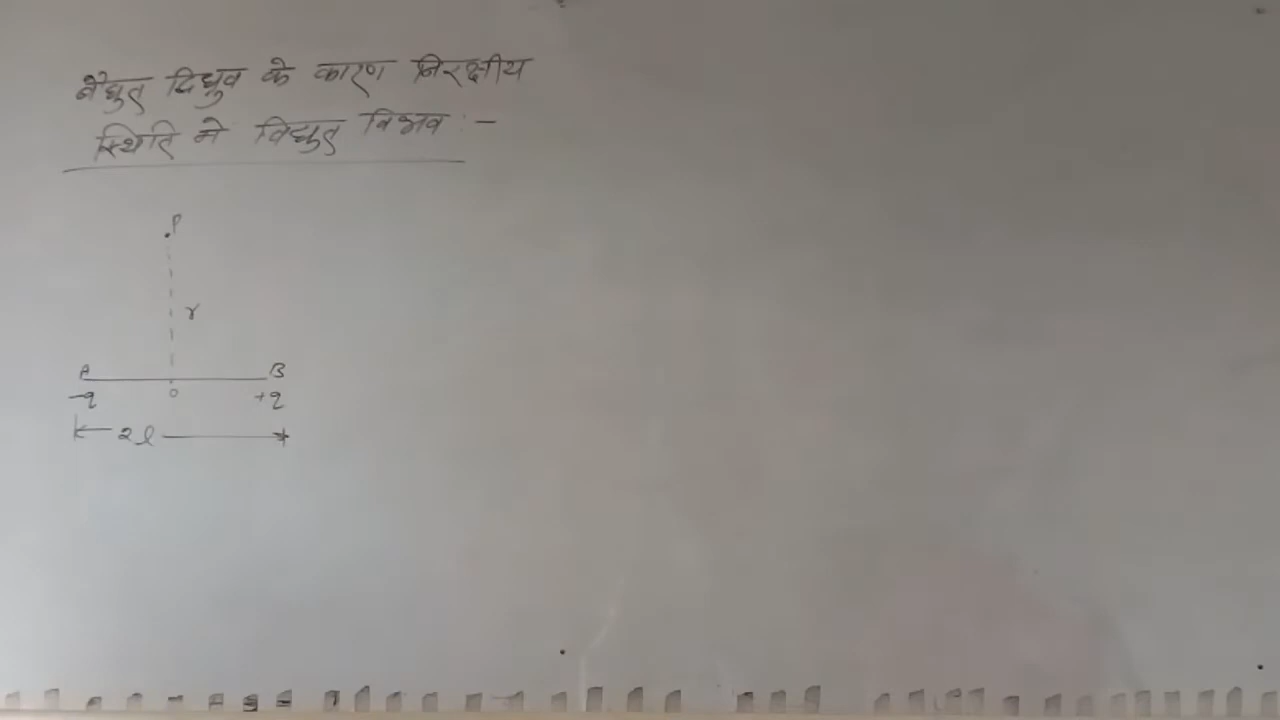 वैद्युत द्विध्रुव के कारण निरक्षीय
स्थिति में विद्युत विभव :-
P
r
A B
-q o +q
2l